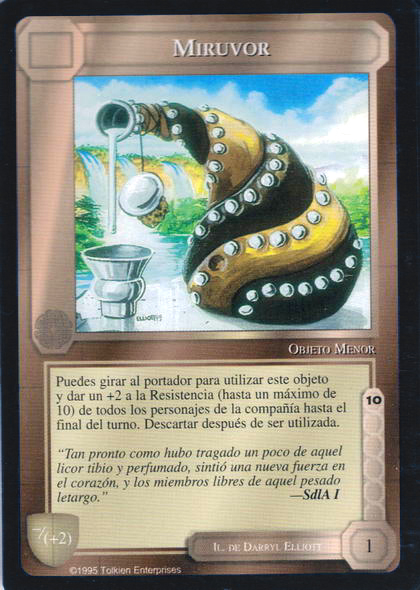 MIRUVOR
ELLIOTT95
OBJETO MENOR
Puedes girar al portador para utilizar este objeto
y dar un +2 a la Resistencia (hasta un máximo de
10) de todos los personajes de la compañía hasta el
final del turno. Descartar después de ser utilizada.
10
“Tan pronto como hubo tragado un poco de aquel
licor tibio y perfumado, sintió una nueva fuerza en
el corazón, y los miembros libres de aquel pesado
letargo.” —SdlA I
–/(+2)
IL. DE DARRYL ELLIOTT
1
©1995 Tolkien Enterprises